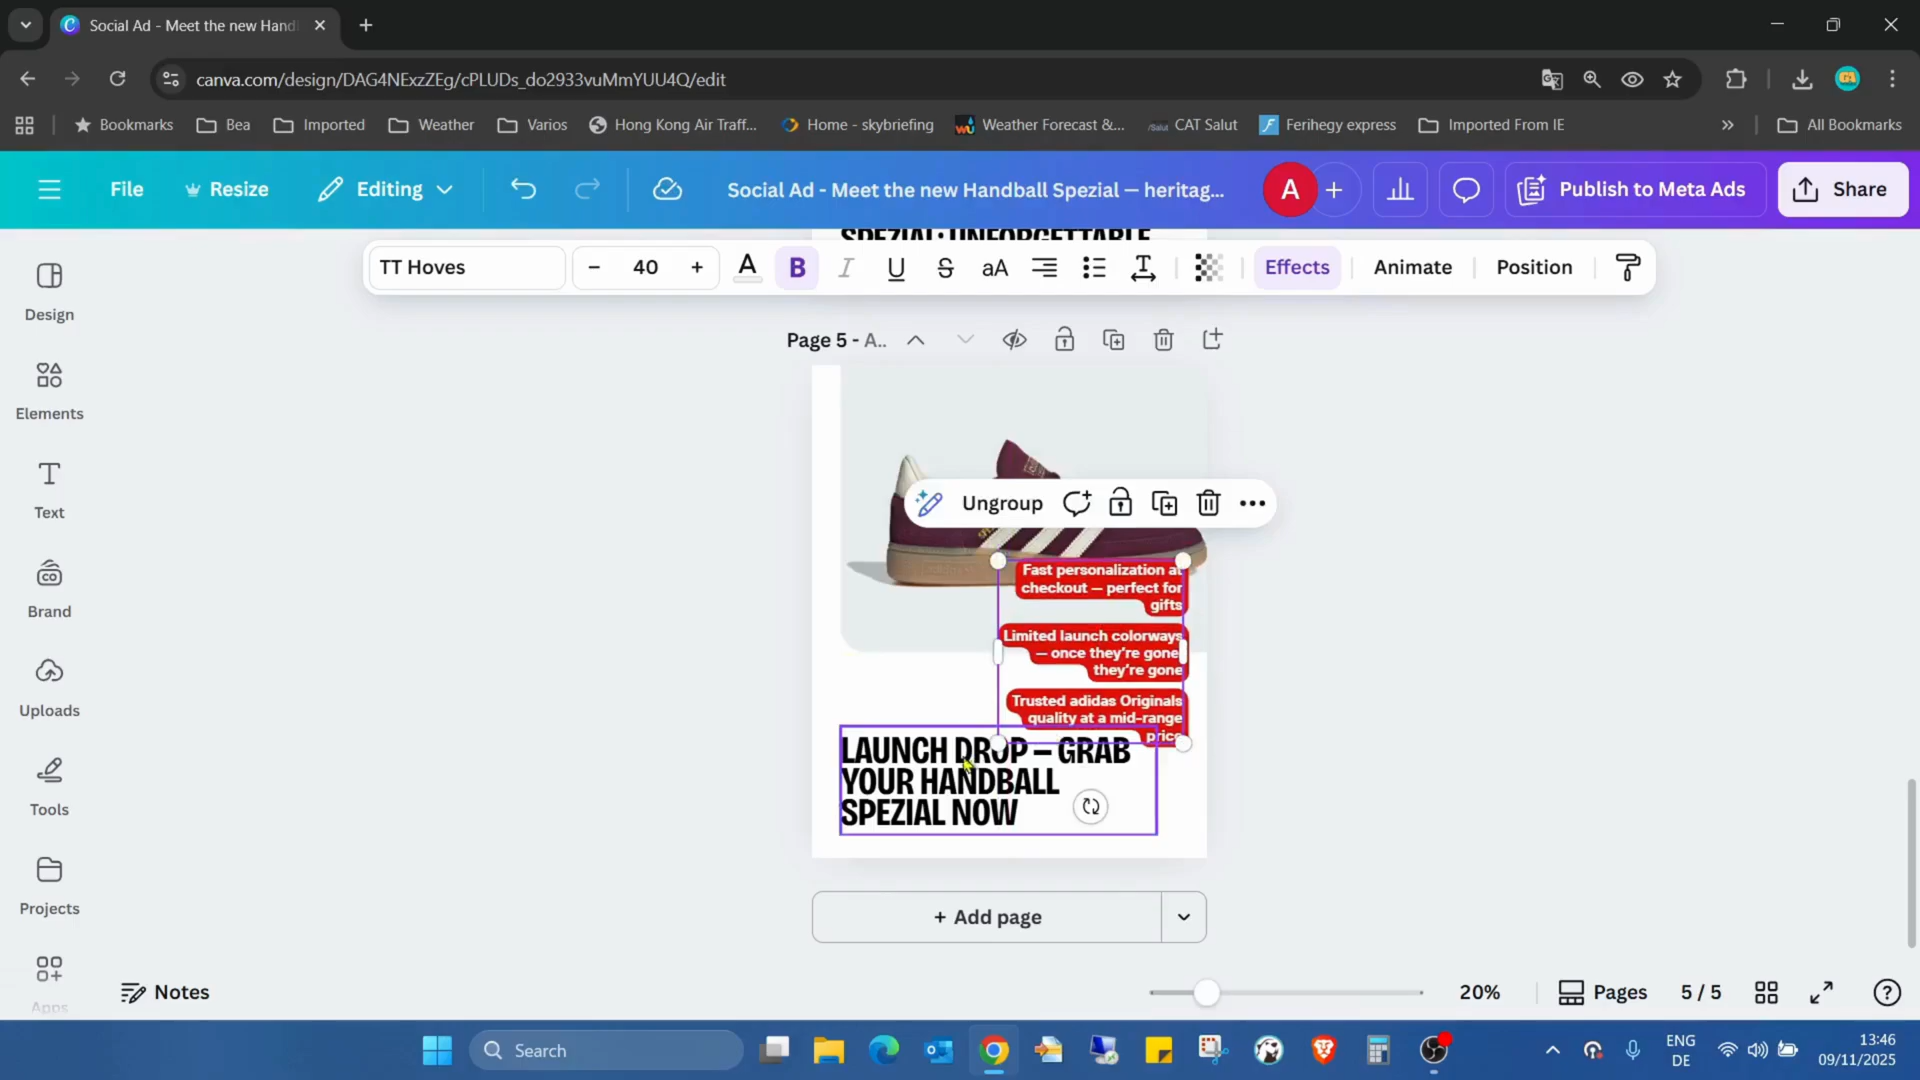 Social Ad - Meet the new Handb
canva.com/design/DAG4NExzZEg/cPLUDs_do2933vuMmYUU4Q/edit
Bookmarks
Bea
Imported
Weather
Varios
Hong Kong Air Traff...
Home - skybriefing
Weather Forecast &...
CAT Salut
Ferihegy express
Imported From IE
All Bookmarks
File
Resize
Editing
Social Ad - Meet the new Handball Spezial — heritag...
A
Publish to Meta Ads
Share
SPEZIAL: UNFORGETTABLE
TT Hoves
40
A
B
I
U
S
aA
Effects
Animate
Position
Design
Elements
Text
Brand
Uploads
Tools
Projects
Apps
Page 5 - A..
Ungroup
Fast personalization at
checkout — perfect for
gifts
Limited launch colorways
— once they're gone
they're gone
Trusted adidas Originals
quality at a mid-range
price
LAUNCH DROP — GRAB
YOUR HANDBALL
SPEZIAL NOW
+ Add page
Notes
20%
Pages
5 / 5
Search
ENG
DE
13:46
09/11/2025